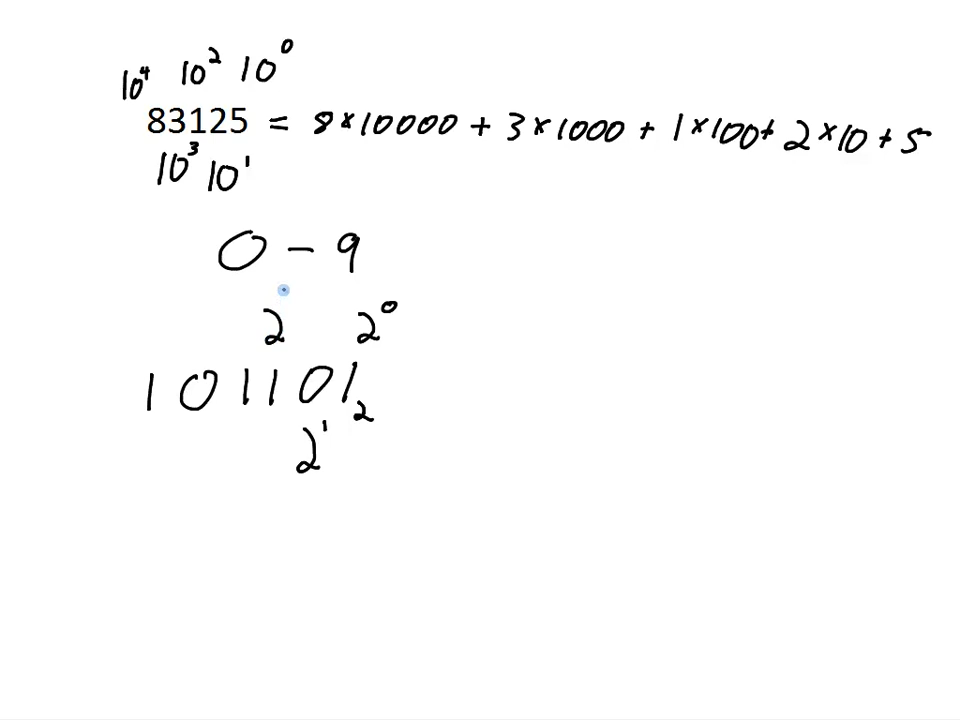 10⁴ 10² 10⁰
83125 = 8×10000 + 3×1000 + 1×100+ 2×10 + 5
10³ 10¹
0 – 9
2 2⁰
101101₂
2¹